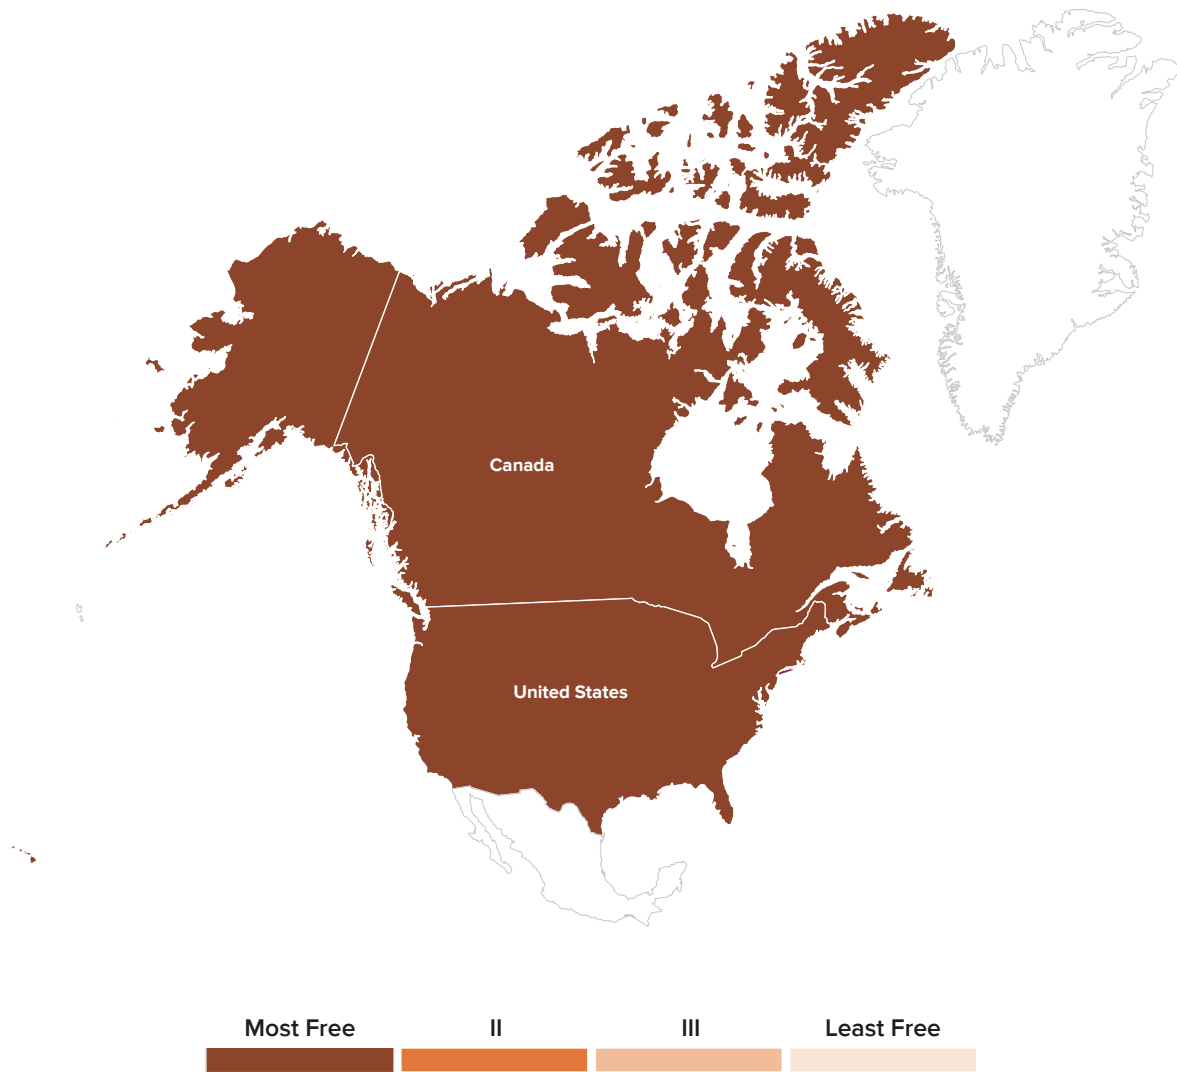 Canada
United States
Most Free
II
III
Least Free